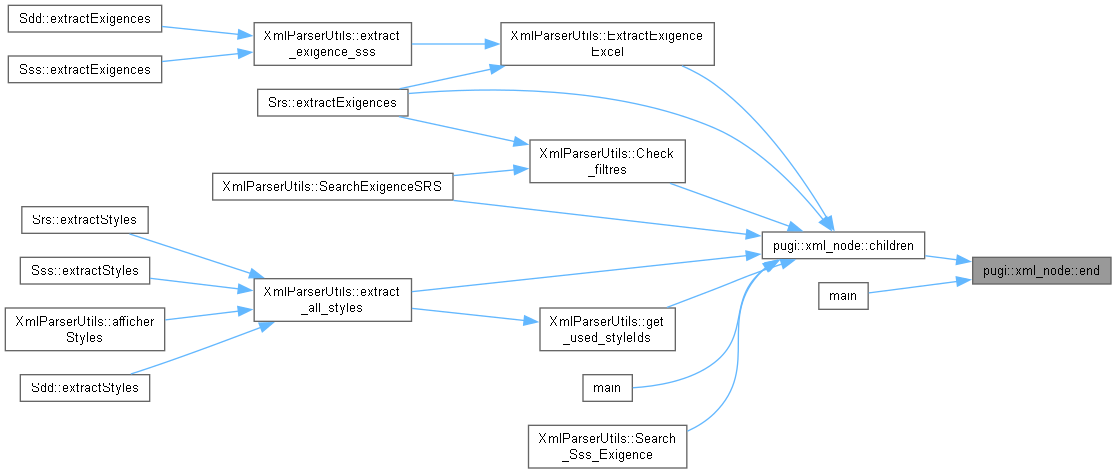 Sdd::extractExigences
Sss::extractExigences
XmlParserUtils::extract
_exigence_sss
XmlParserUtils::ExtractExigence
Excel
Srs::extractExigences
XmlParserUtils::Check
_filtres
XmlParserUtils::SearchExigenceSRS
Srs::extractStyles
Sss::extractStyles
XmlParserUtils::afficher
Styles
Sdd::extractStyles
XmlParserUtils::extract
_all_styles
XmlParserUtils::get
_used_styleIds
main
XmlParserUtils::Search
_Sss_Exigence
pugi::xml_node::children
main
pugi::xml_node::end